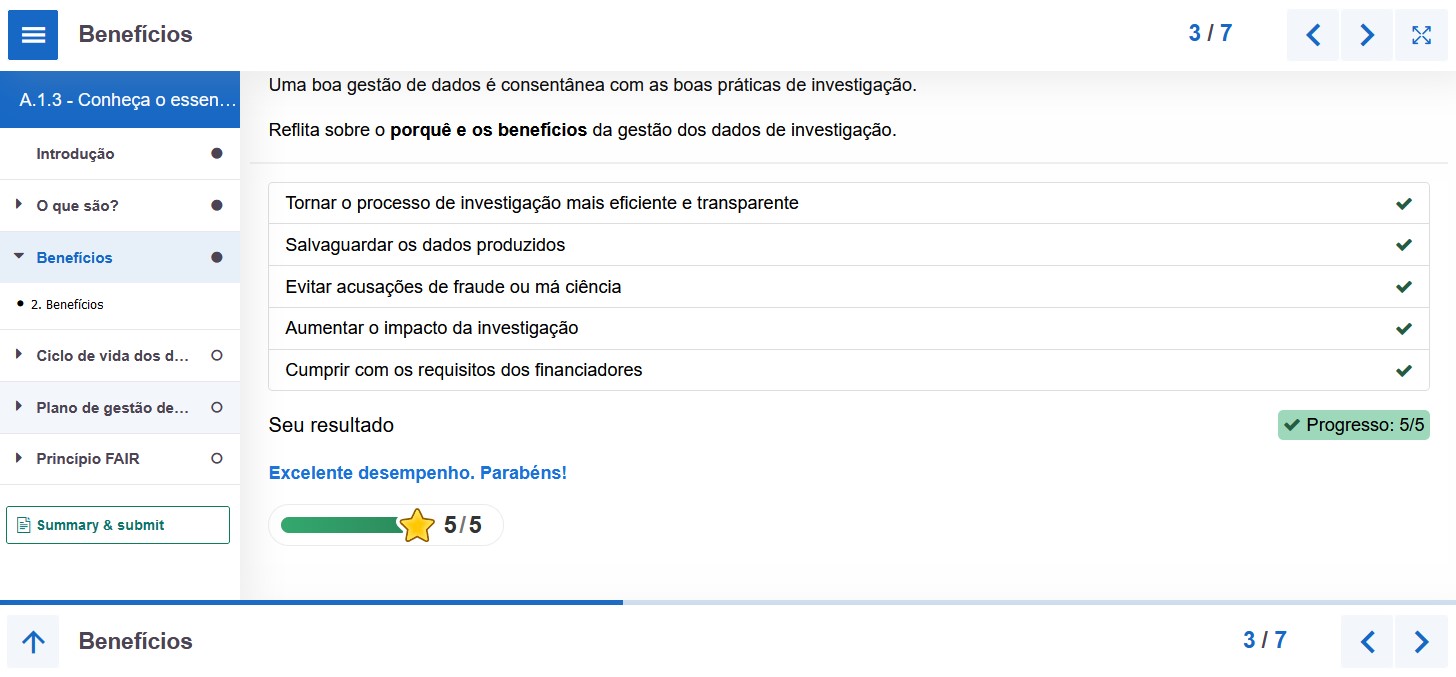 Benefícios
3 / 7
A.1.3 - Conheça o essen...
Introdução
O que são?
Benefícios
2. Benefícios
Ciclo de vida dos d...
Plano de gestão de...
Princípio FAIR
Summary & submit
Uma boa gestão de dados é consentânea com as boas práticas de investigação.
Reflita sobre o porquê e os benefícios da gestão dos dados de investigação.
Tornar o processo de investigação mais eficiente e transparente
Salvaguardar os dados produzidos
Evitar acusações de fraude ou má ciência
Aumentar o impacto da investigação
Cumprir com os requisitos dos financiadores
Seu resultado
Progresso: 5/5
Excelente desempenho. Parabéns!
5/5
Benefícios
3 / 7